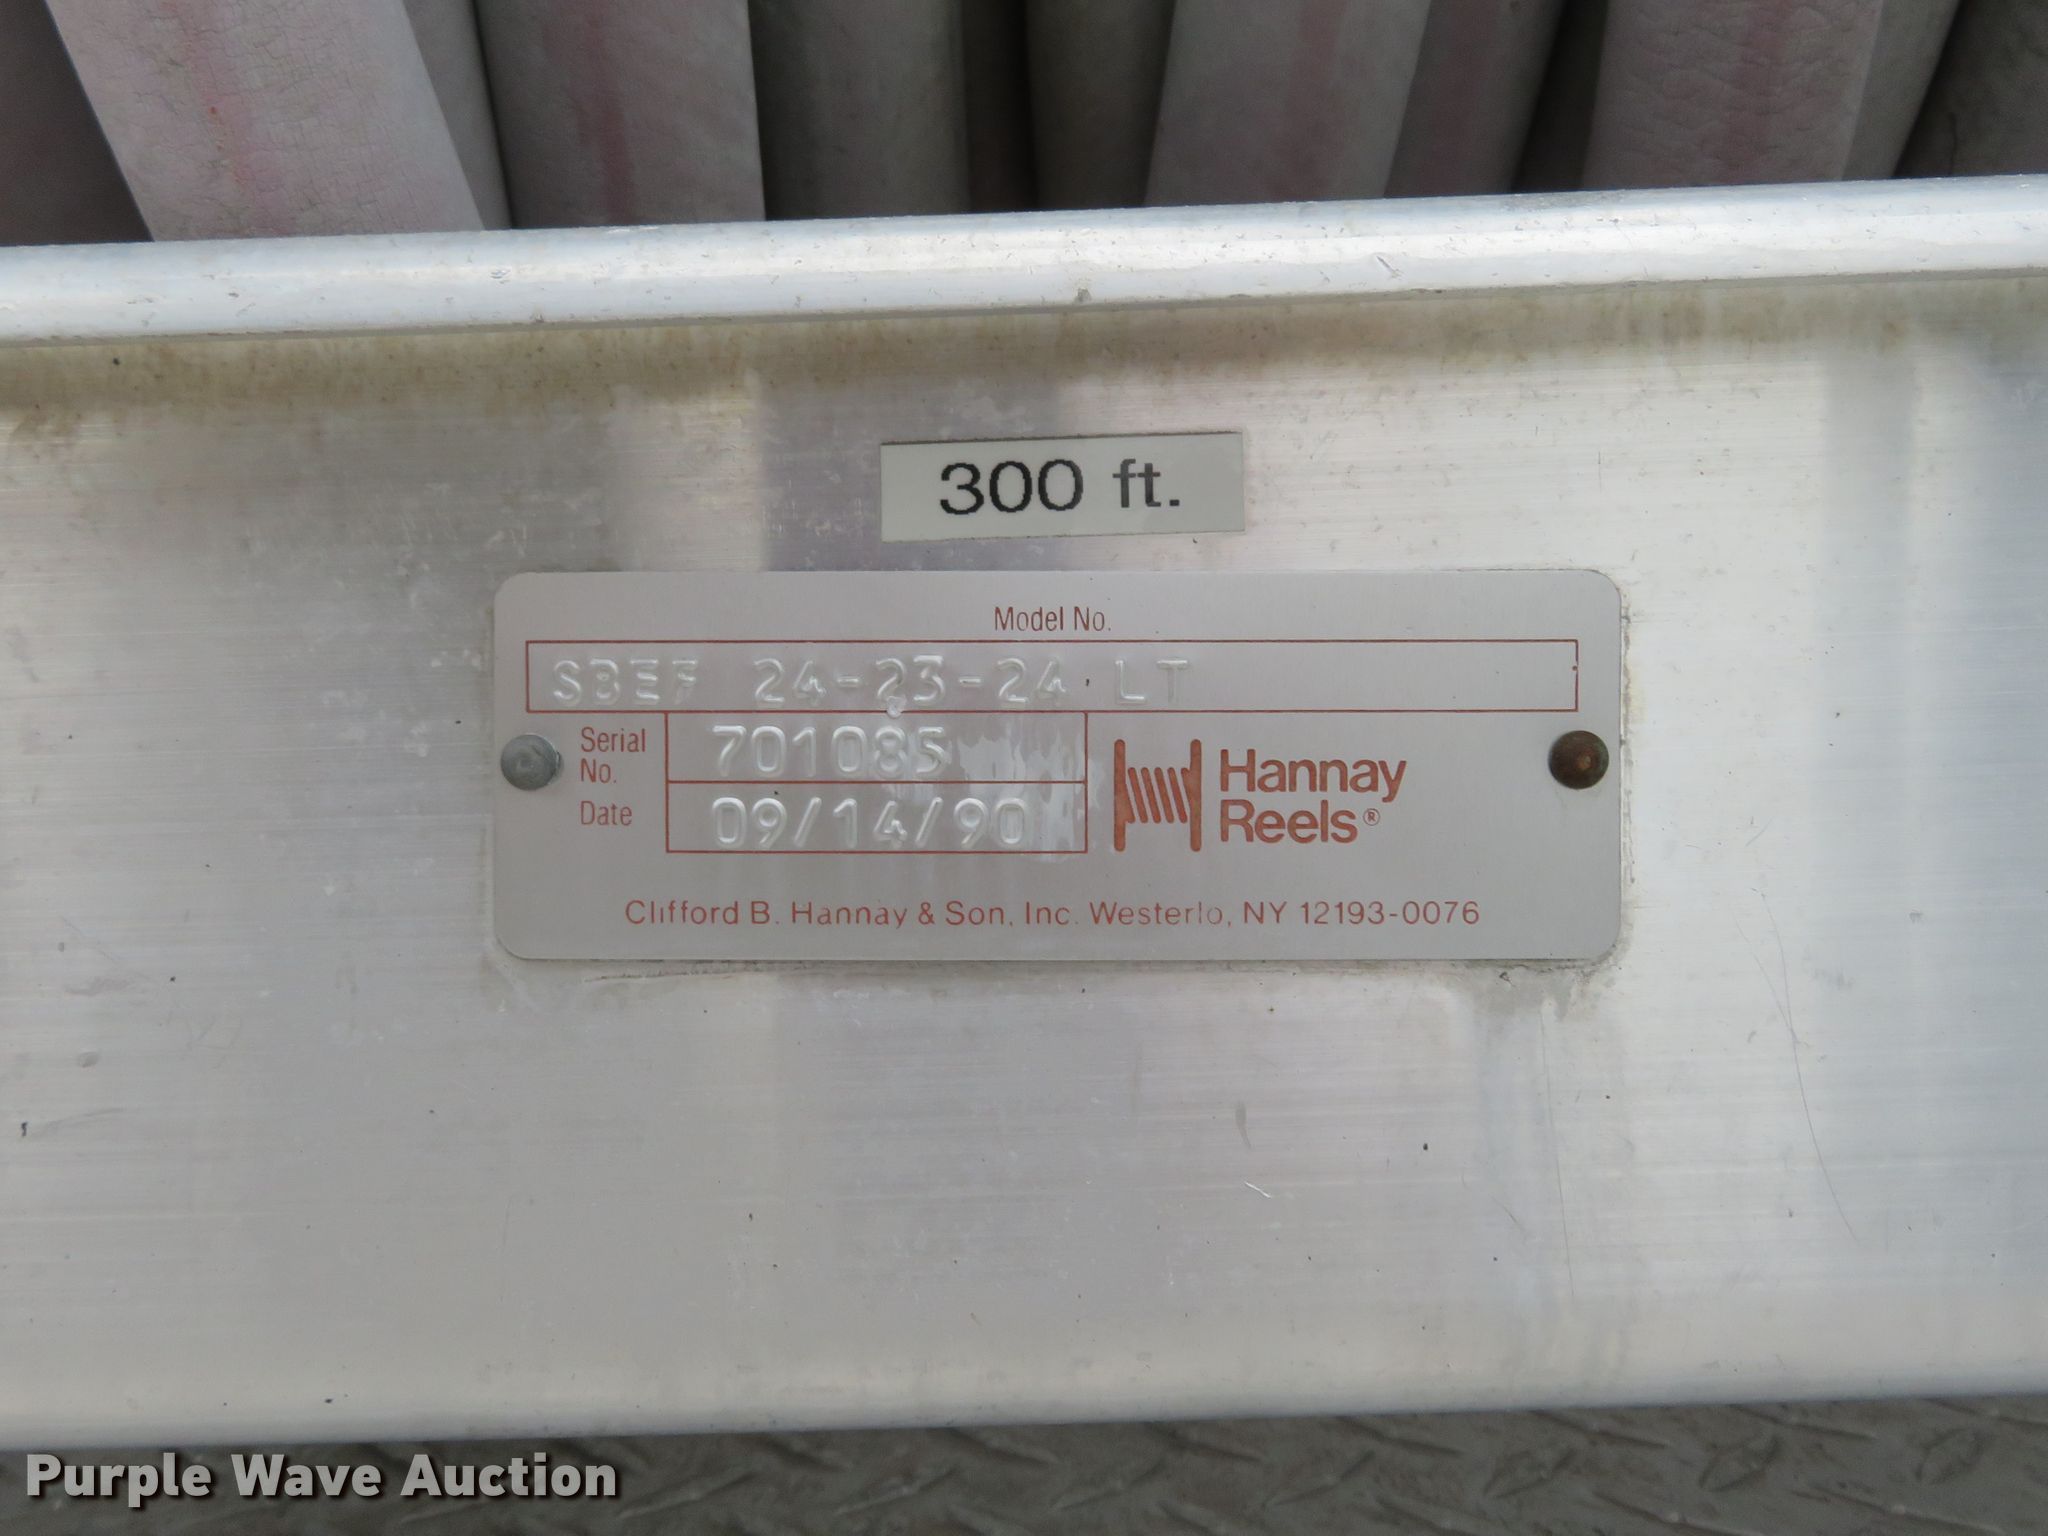 300 ft.
Model No.
SBEF 24-23-24 LT
Serial No. 701085
Date 09/14/90
Hannay Reels®
Clifford B. Hannay & Son, Inc. Westerlo, NY 12193-0076
Purple Wave Auction